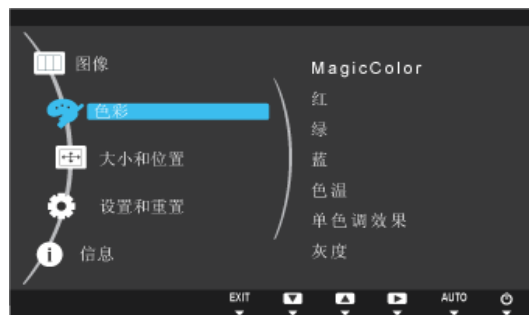 图像
色彩
大小和位置
设置和重置
信息
MagicColor
红
绿
蓝
色温
单色调效果
灰度
EXIT AUTO